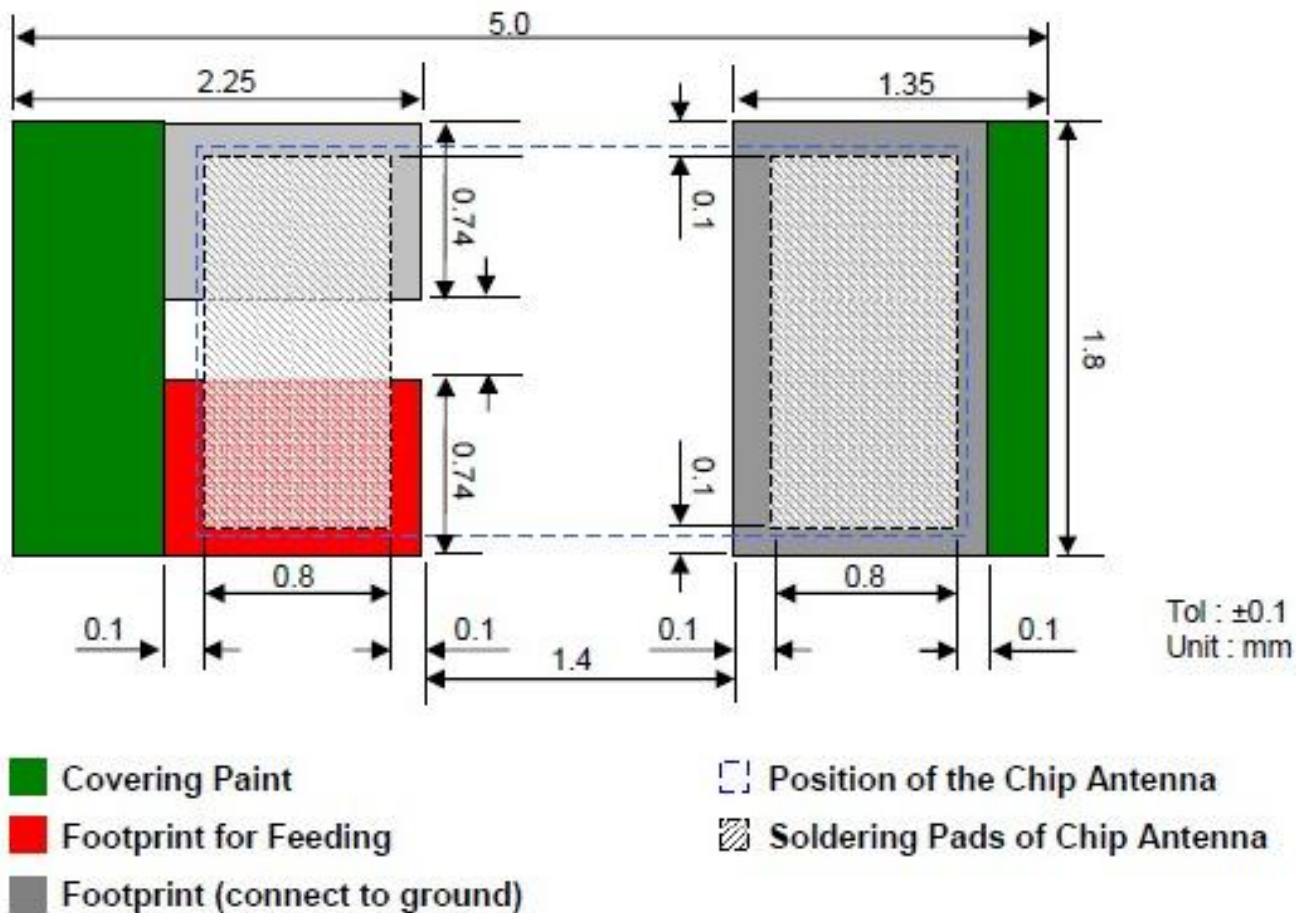 5.0
2.25
1.35
0.74
0.1
1.8
0.74
0.1
0.8
0.8
0.1
0.1
0.1
0.1
1.4
Tol : ±0.1
Unit : mm
Covering Paint
Position of the Chip Antenna
Footprint for Feeding
Soldering Pads of Chip Antenna
Footprint (connect to ground)